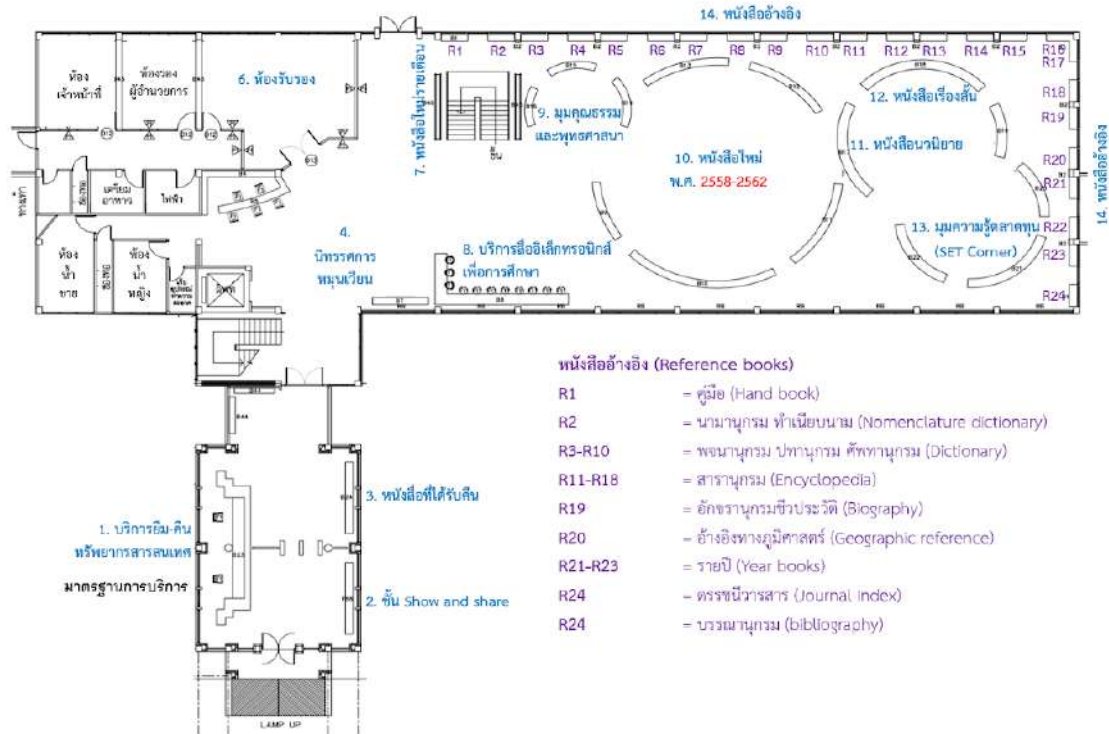 14. หนังสืออ้างอิง
R1 R2 R3 R4 R5 R6 R7 R8 R9 R10 R11 R12 R13 R14 R15 R16
R17
R18
R19
R20
R21
R22
R23
R24
14. หนังสืออ้างอิง
ห้อง
เจ้าหน้าที่
ห้องรอง
ผู้อำนวยการ
6. ห้องรับรอง
7. หนังสือใหม่รายเดือน
ขึ้น
9. มุมคุณธรรม
และพุทธศาสนา
10. หนังสือใหม่
พ.ศ. 2558-2562
12. หนังสือเรื่องสั้น
11. หนังสือนวนิยาย
13. มุมความรู้ตลาดทุน
(SET Corner)
เตรียม
อาหาร
ไฟฟ้า
ห้อง
น้ำ
ชาย
ห้อง
น้ำ
หญิง
ลิฟท์
4.
นิทรรศการ
หมุนเวียน
8. บริการสื่ออิเล็กทรอนิกส์
เพื่อการศึกษา
3. หนังสือที่ได้รับคืน
1. บริการยืม-คืน
ทรัพยากรสารสนเทศ
มาตรฐานการบริการ
2. ชั้น Show and share
LAMP UP
หนังสืออ้างอิง (Reference books)
R1 = คู่มือ (Hand book)
R2 = นามานุกรม ทำเนียบนาม (Nomenclature dictionary)
R3-R10 = พจนานุกรม ปทานุกรม ศัพทานุกรม (Dictionary)
R11-R18 = สารานุกรม (Encyclopedia)
R19 = อักขรานุกรมชีวประวัติ (Biography)
R20 = อ้างอิงทางภูมิศาสตร์ (Geographic reference)
R21-R23 = รายปี (Year books)
R24 = ดรรชนีวารสาร (Journal Index)
R24 = บรรณานุกรม (bibliography)